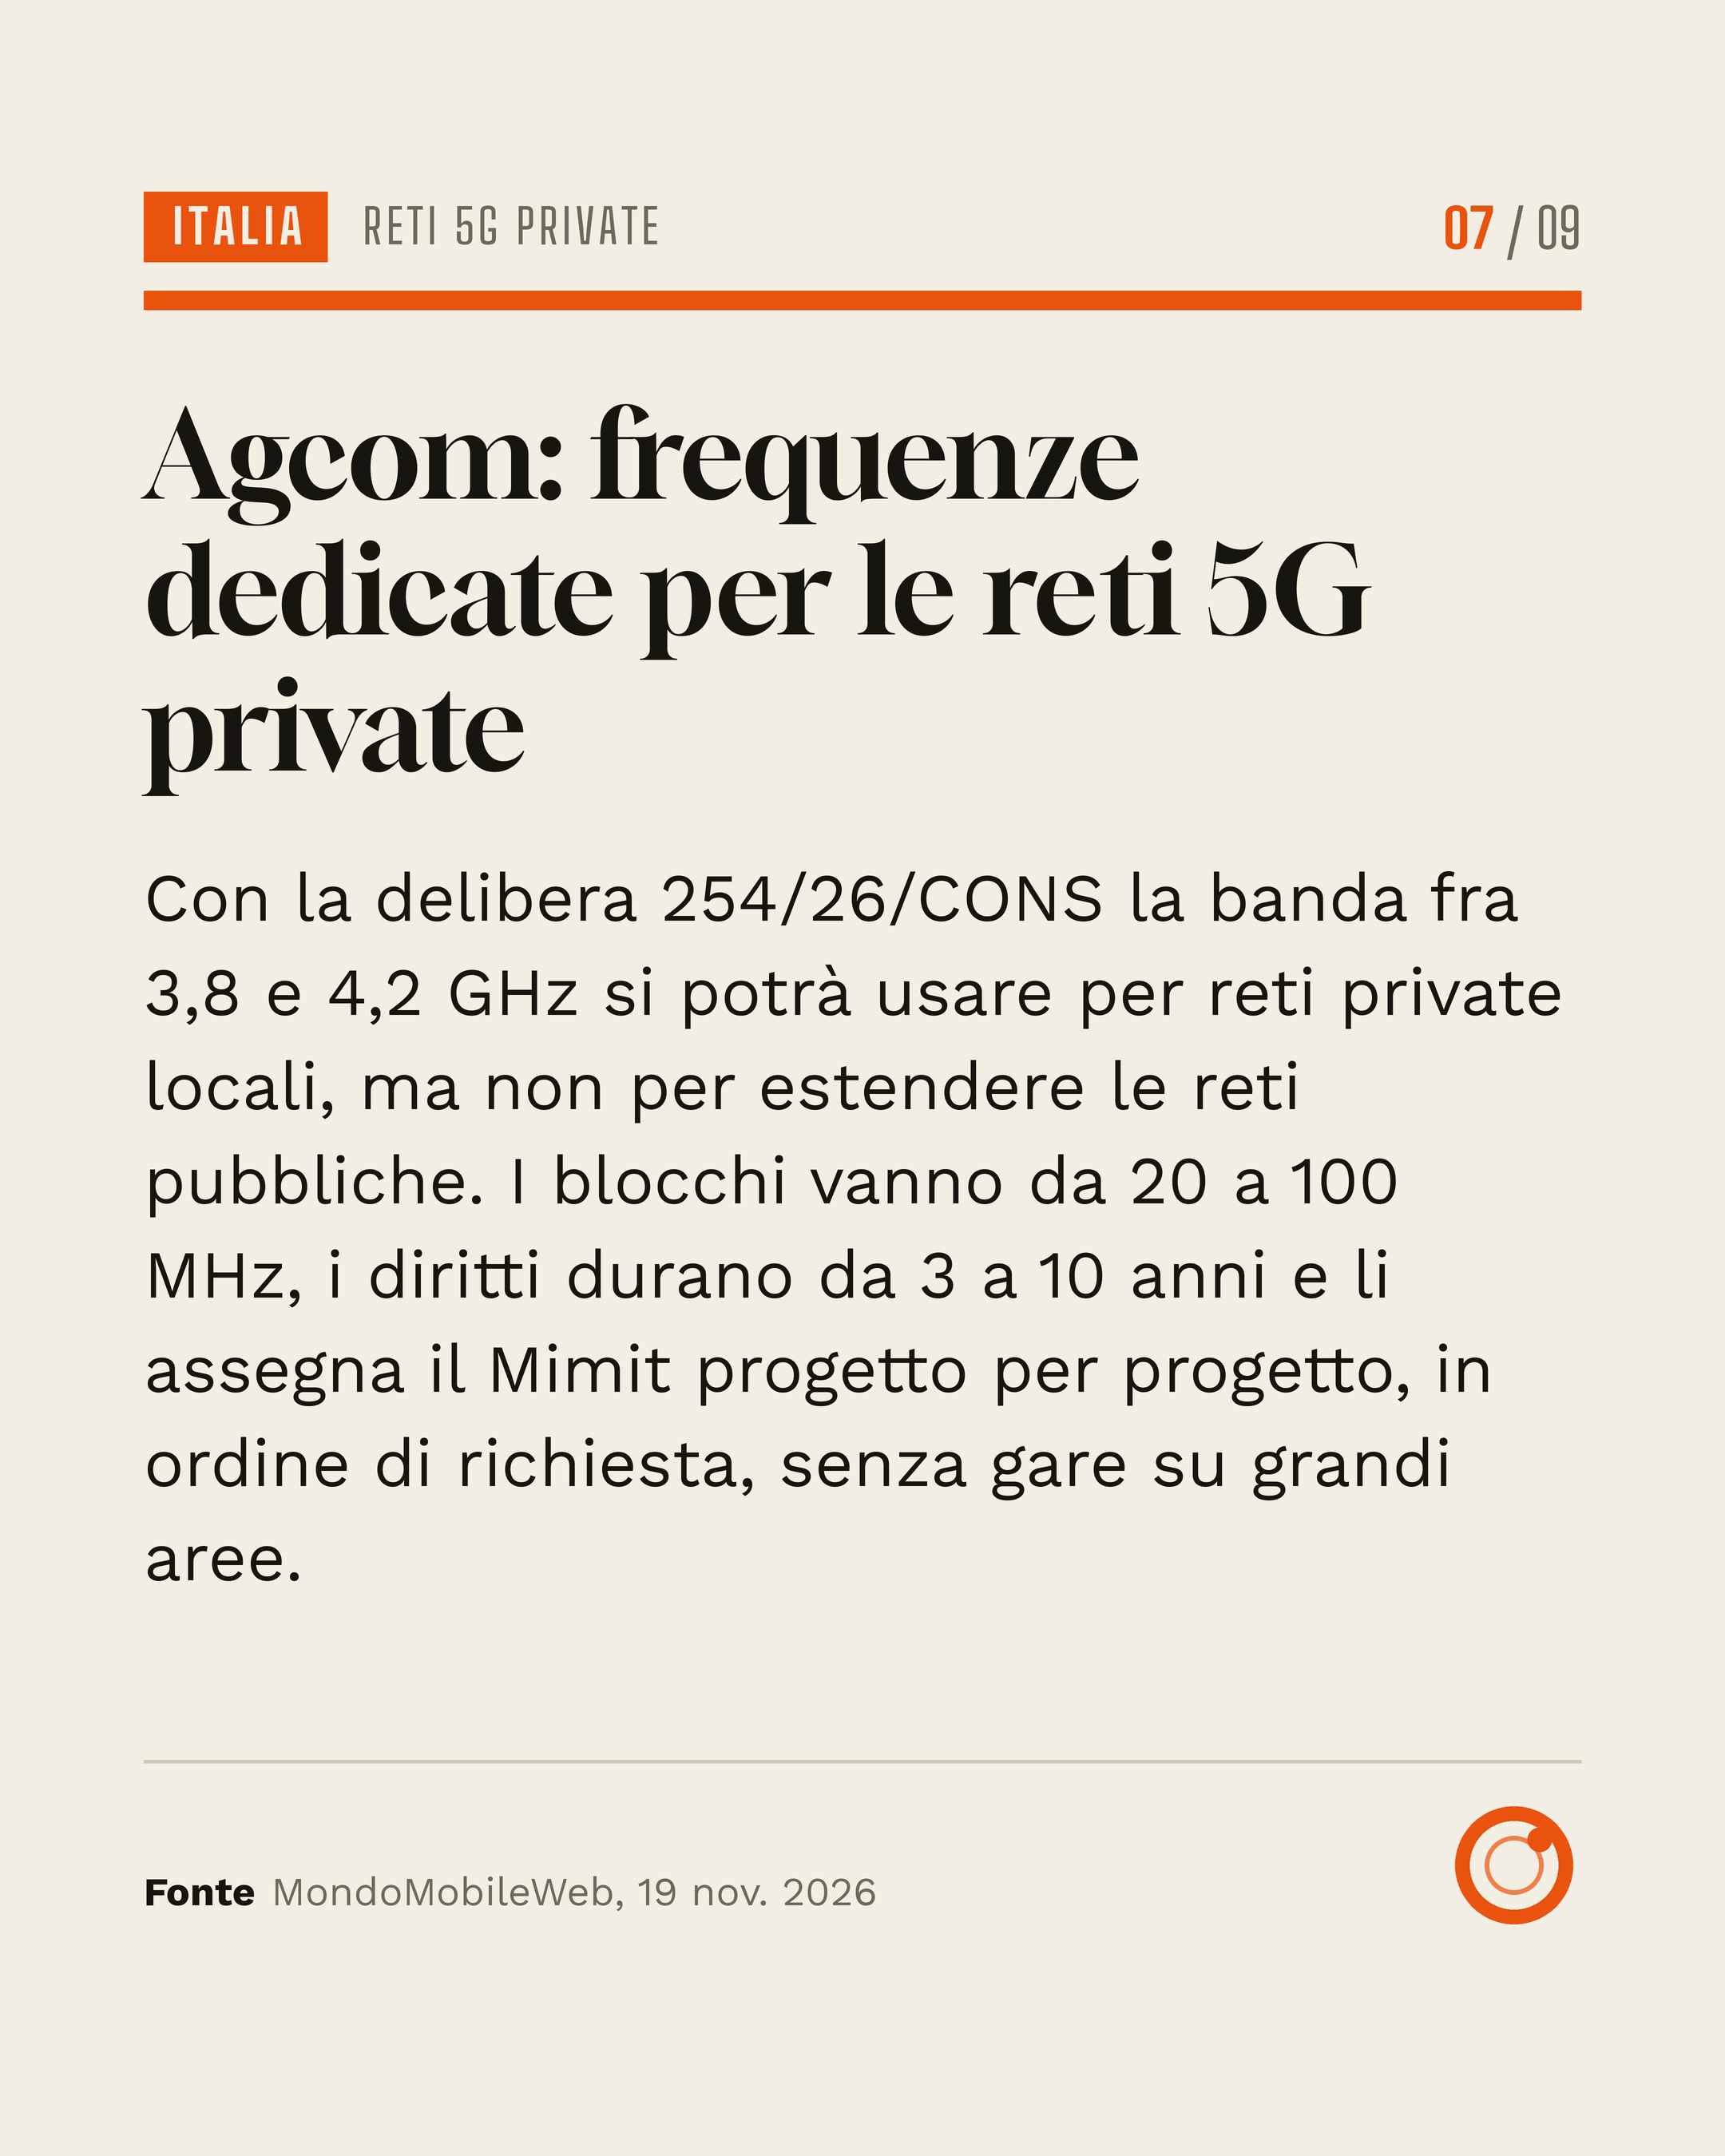 ITALIA RETI 5G PRIVATE 07 / 09
Agcom: frequenze
dedicate per le reti 5G
private
Con la delibera 254/26/CONS la banda fra
3,8 e 4,2 GHz si potrà usare per reti private
locali, ma non per estendere le reti
pubbliche. I blocchi vanno da 20 a 100
MHz, i diritti durano da 3 a 10 anni e li
assegna il Mimit progetto per progetto, in
ordine di richiesta, senza gare su grandi
aree.
Fonte MondoMobileWeb, 19 nov. 2026